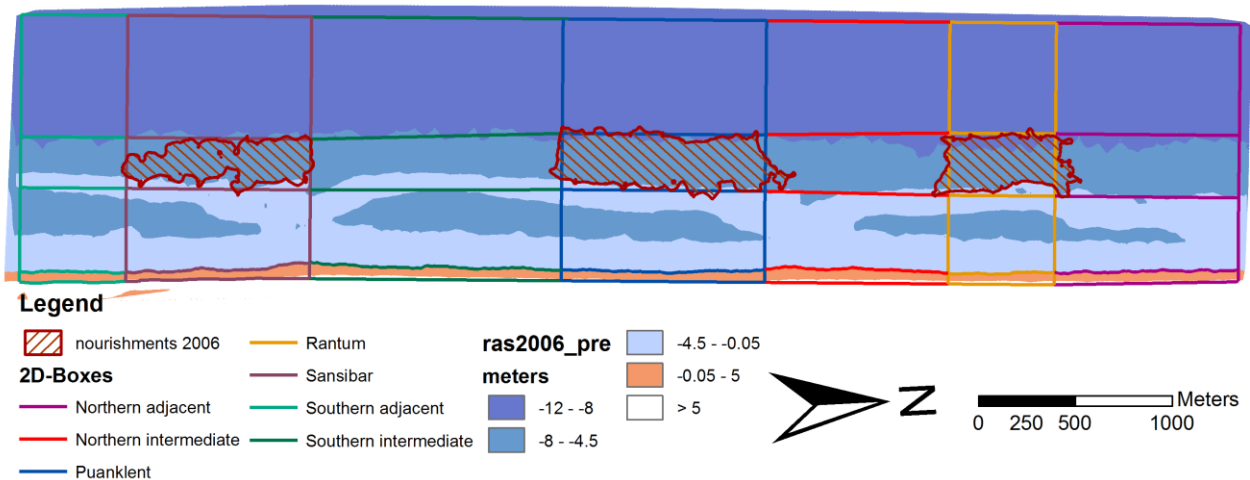 Legend
nourishments 2006
2D-Boxes
Northern adjacent
Northern intermediate
Puanklent
Rantum
Sansibar
Southern adjacent
Southern intermediate
ras2006_pre
meters
-12 - -8
-8 - -4.5
-4.5 - -0.05
-0.05 - 5
> 5
N
Meters
0 250 500 1000